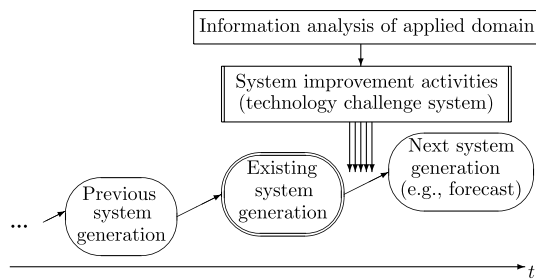 Information analysis of applied domain
System improvement activities
(technology challenge system)
Next system
generation
(e.g., forecast)
Existing
system
generation
Previous
system
generation
...
t